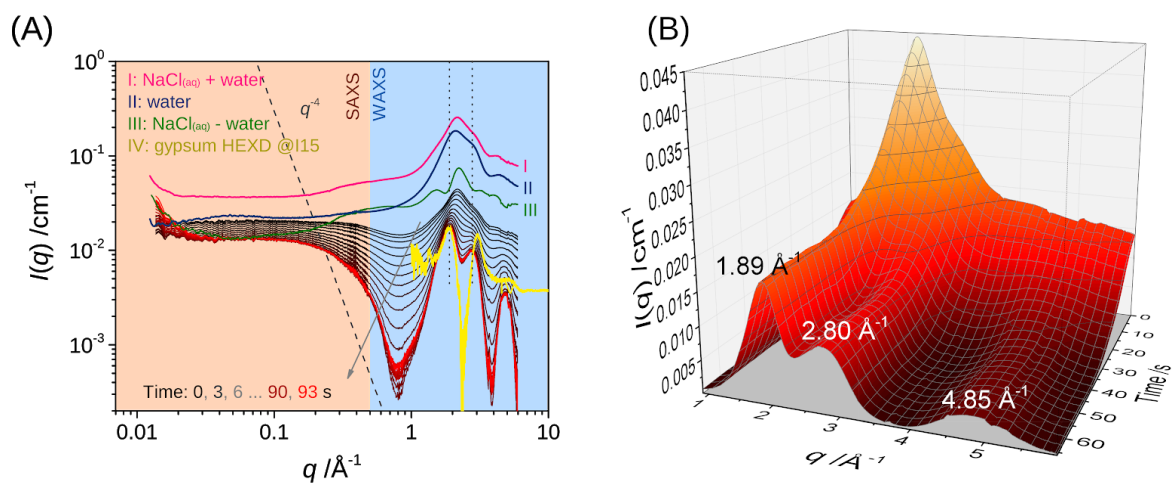 (A)
I(q) /cm⁻¹
10⁰
10⁻¹
10⁻²
10⁻³
I: NaCl(aq) + water
II: water
III: NaCl(aq) - water
IV: gypsum HEXD @I15
q⁻⁴
SAXS
WAXS
I
II
III
Time: 0, 3, 6 ... 90, 93 s
0.01
0.1
1
10
q /Å⁻¹
(B)
I(q) /cm⁻¹
0.045
0.040
0.035
0.030
0.025
0.020
0.015
0.010
0.005
1.89 Å⁻¹
2.80 Å⁻¹
4.85 Å⁻¹
1
2
3
4
5
q /Å⁻¹
0
10
20
30
40
50
60
Time /s